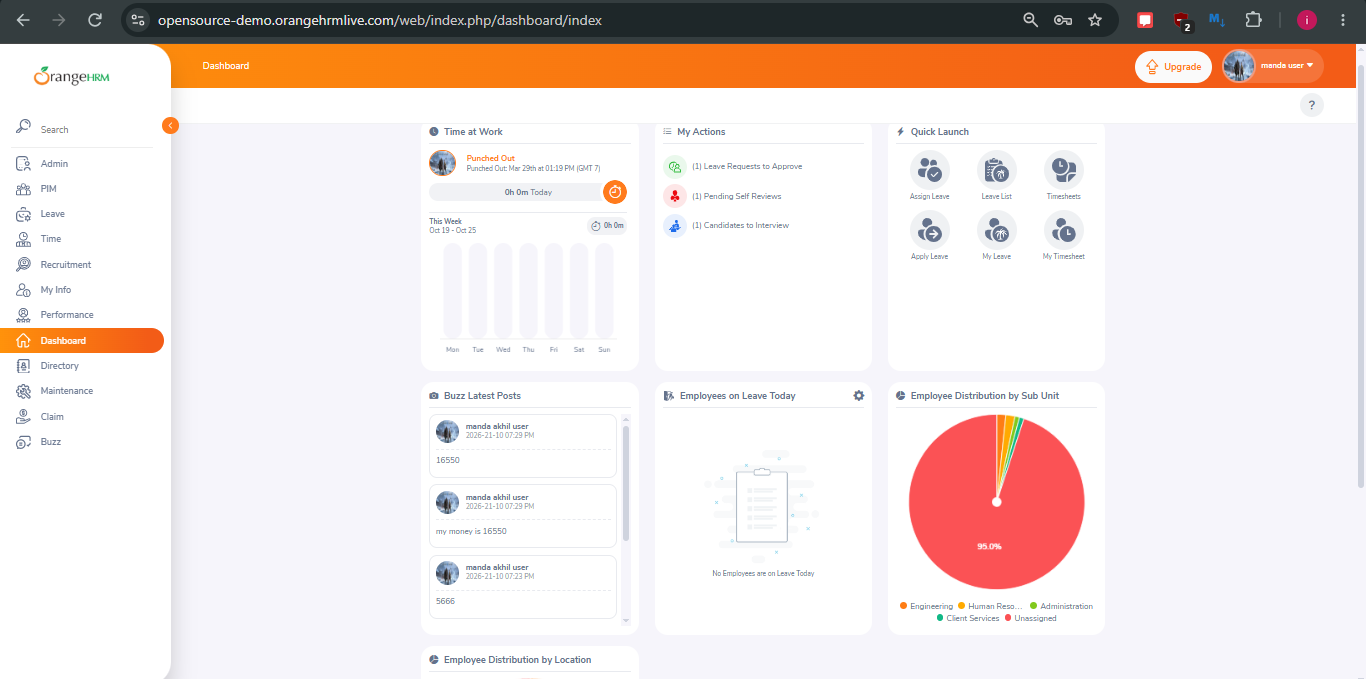 opensource-demo.orangehrmlive.com/web/index.php/dashboard/index
2
M
i
OrangeHRM
Dashboard
Upgrade
manda user
?
Search
Admin
PIM
Leave
Time
Recruitment
My Info
Performance
Dashboard
Directory
Maintenance
Claim
Buzz
Time at Work
Punched Out
Punched Out: Mar 29th at 01:19 PM (GMT 7)
0h 0m Today
This Week
Oct 19 - Oct 25
0h 0m
Mon Tue Wed Thu Fri Sat Sun
My Actions
(1) Leave Requests to Approve
(1) Pending Self Reviews
(1) Candidates to Interview
Quick Launch
Assign Leave Leave List Timesheets
Apply Leave My Leave My Timesheet
Buzz Latest Posts
manda akhil user
2026-21-10 07:29 PM
16550
manda akhil user
2026-21-10 07:29 PM
my money is 16550
manda akhil user
2026-21-10 07:23 PM
5666
Employees on Leave Today
No Employees are on Leave Today
Employee Distribution by Sub Unit
95.0%
Engineering Human Reso... Administration
Client Services Unassigned
Employee Distribution by Location